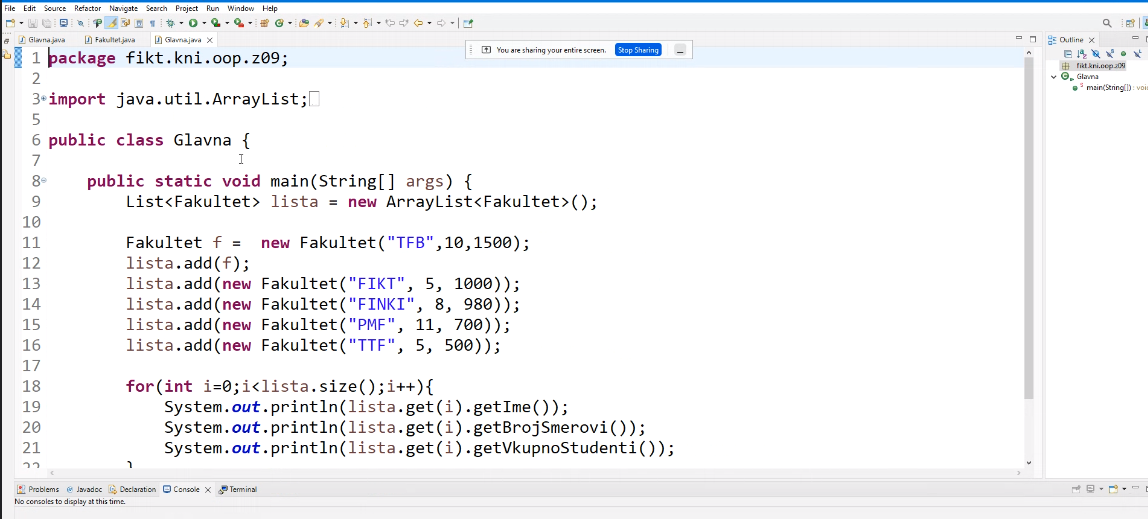 File Edit Source Refactor Navigate Search Project Run Window Help
Glavna.java Fakultet.java Glavna.java
You are sharing your entire screen. Stop Sharing
Outline
fikt.kni.oop.z09
Glavna
main(String[]) : voi
1 package fikt.kni.oop.z09;
2
3 import java.util.ArrayList;
5
6 public class Glavna {
7
8 public static void main(String[] args) {
9 List<Fakultet> lista = new ArrayList<Fakultet>();
10
11 Fakultet f = new Fakultet("TFB",10,1500);
12 lista.add(f);
13 lista.add(new Fakultet("FIKT", 5, 1000));
14 lista.add(new Fakultet("FINKI", 8, 980));
15 lista.add(new Fakultet("PMF", 11, 700));
16 lista.add(new Fakultet("TTF", 5, 500));
17
18 for(int i=0;i<lista.size();i++){
19 System.out.println(lista.get(i).getIme());
20 System.out.println(lista.get(i).getBrojSmerovi());
21 System.out.println(lista.get(i).getVkupnoStudenti());
22 }
Problems Javadoc Declaration Console Terminal
No consoles to display at this time.